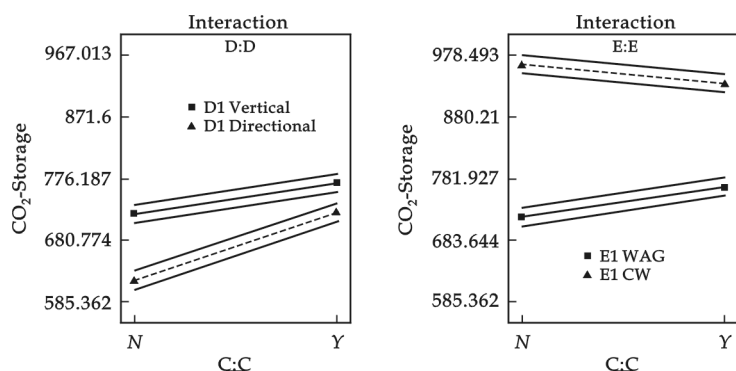 Interaction
D:D
967.013
871.6
776.187
680.774
585.362
CO₂-Storage
■ D1 Vertical
▲ D1 Directional
N
Y
C:C
Interaction
E:E
978.493
880.21
781.927
683.644
585.362
CO₂-Storage
■ E1 WAG
▲ E1 CW
N
Y
C:C